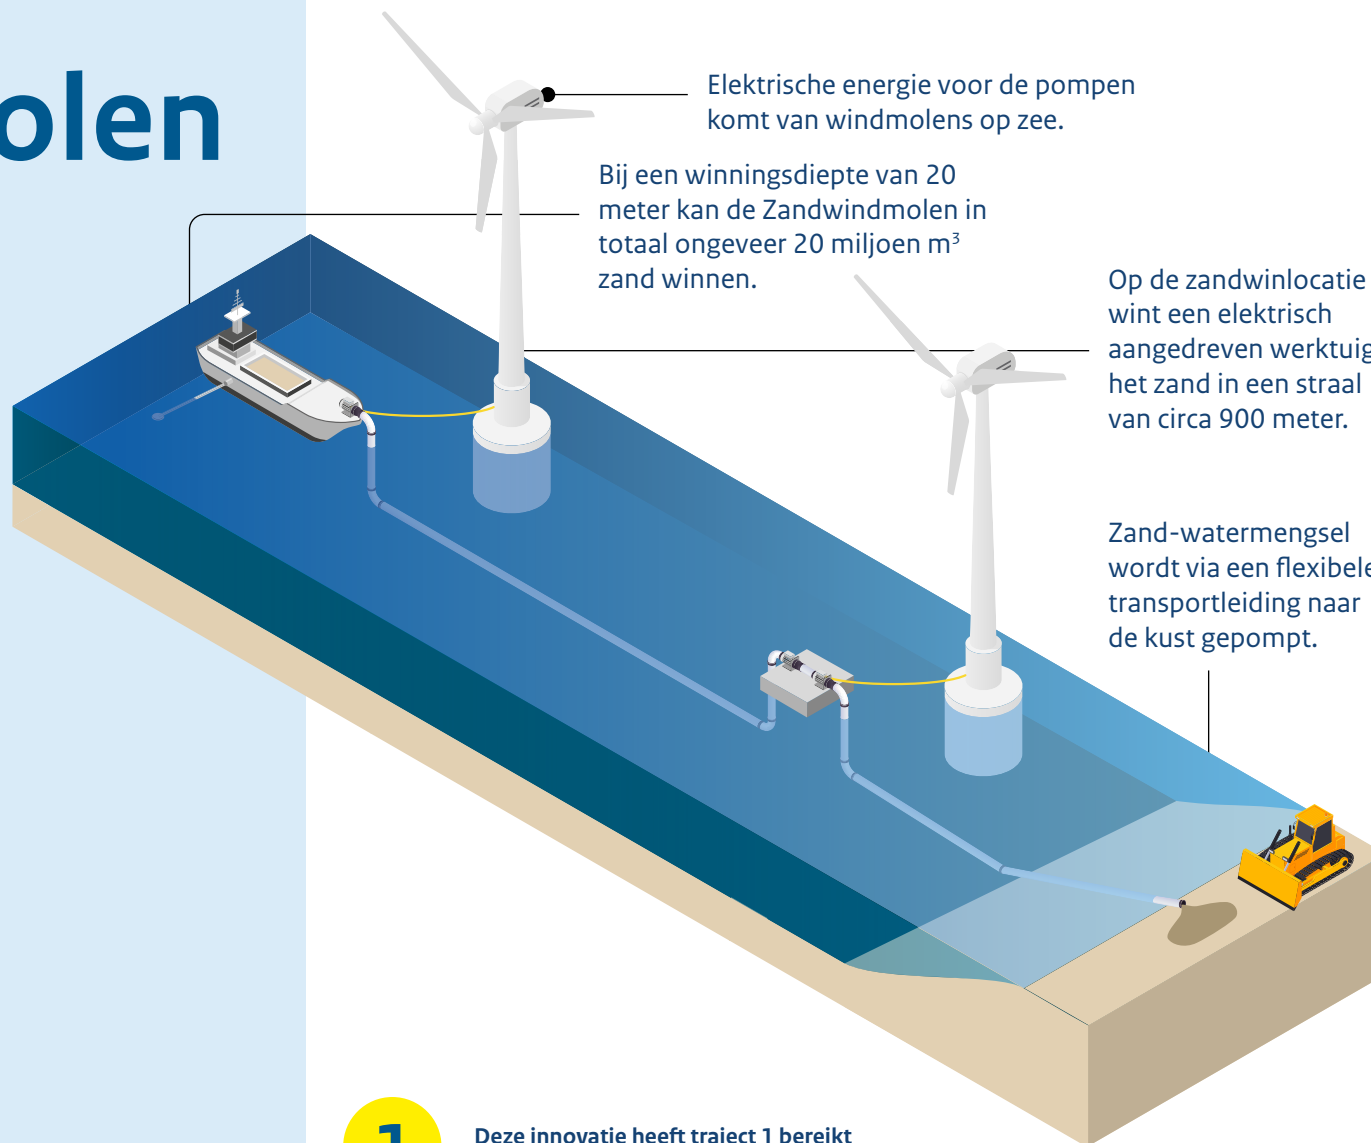 olen
Elektrische energie voor de pompen
komt van windmolens op zee.
Bij een winningsdiepte van 20
meter kan de Zandwindmolen in
totaal ongeveer 20 miljoen m³
zand winnen.
Op de zandwinlocatie
wint een elektrisch
aangedreven werktuig
het zand in een straal
van circa 900 meter.
Zand-watermengsel
wordt via een flexibele
transportleiding naar
de kust gepompt.
1
Deze innovatie heeft traject 1 bereikt